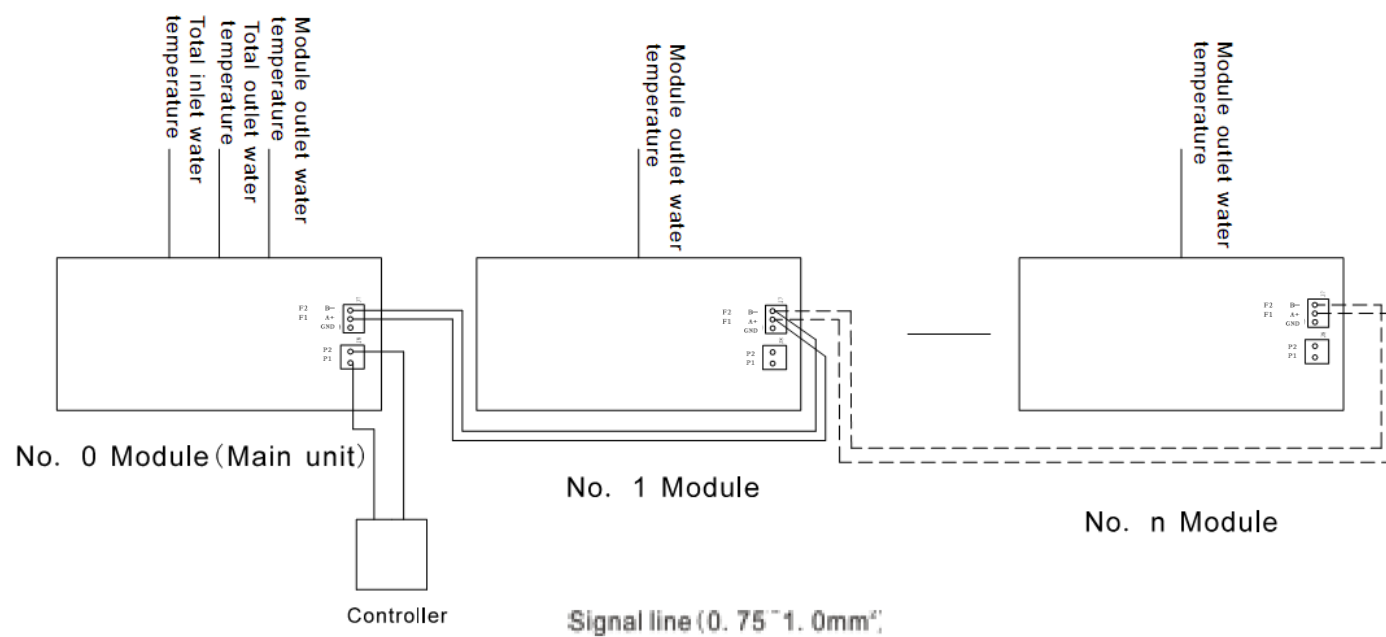 Module outlet water
temperature
Total outlet water
temperature
Total inlet water
temperature
Module outlet water
temperature
Module outlet water
temperature
F2 B-
F1 A+
GND
P2
P1
F2 B-
F1 A+
GND
P2
P1
F2 B-
F1 A+
GND
P2
P1
No. 0 Module (Main unit)
No. 1 Module
No. n Module
Controller
Signal line (0. 75~1. 0mm²)